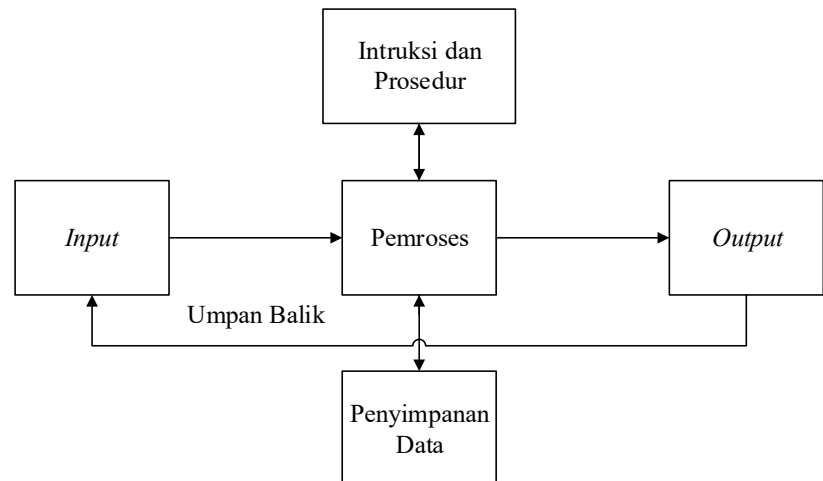 Intruksi dan
Prosedur
Input
Pemroses
Output
Umpan Balik
Penyimpanan
Data